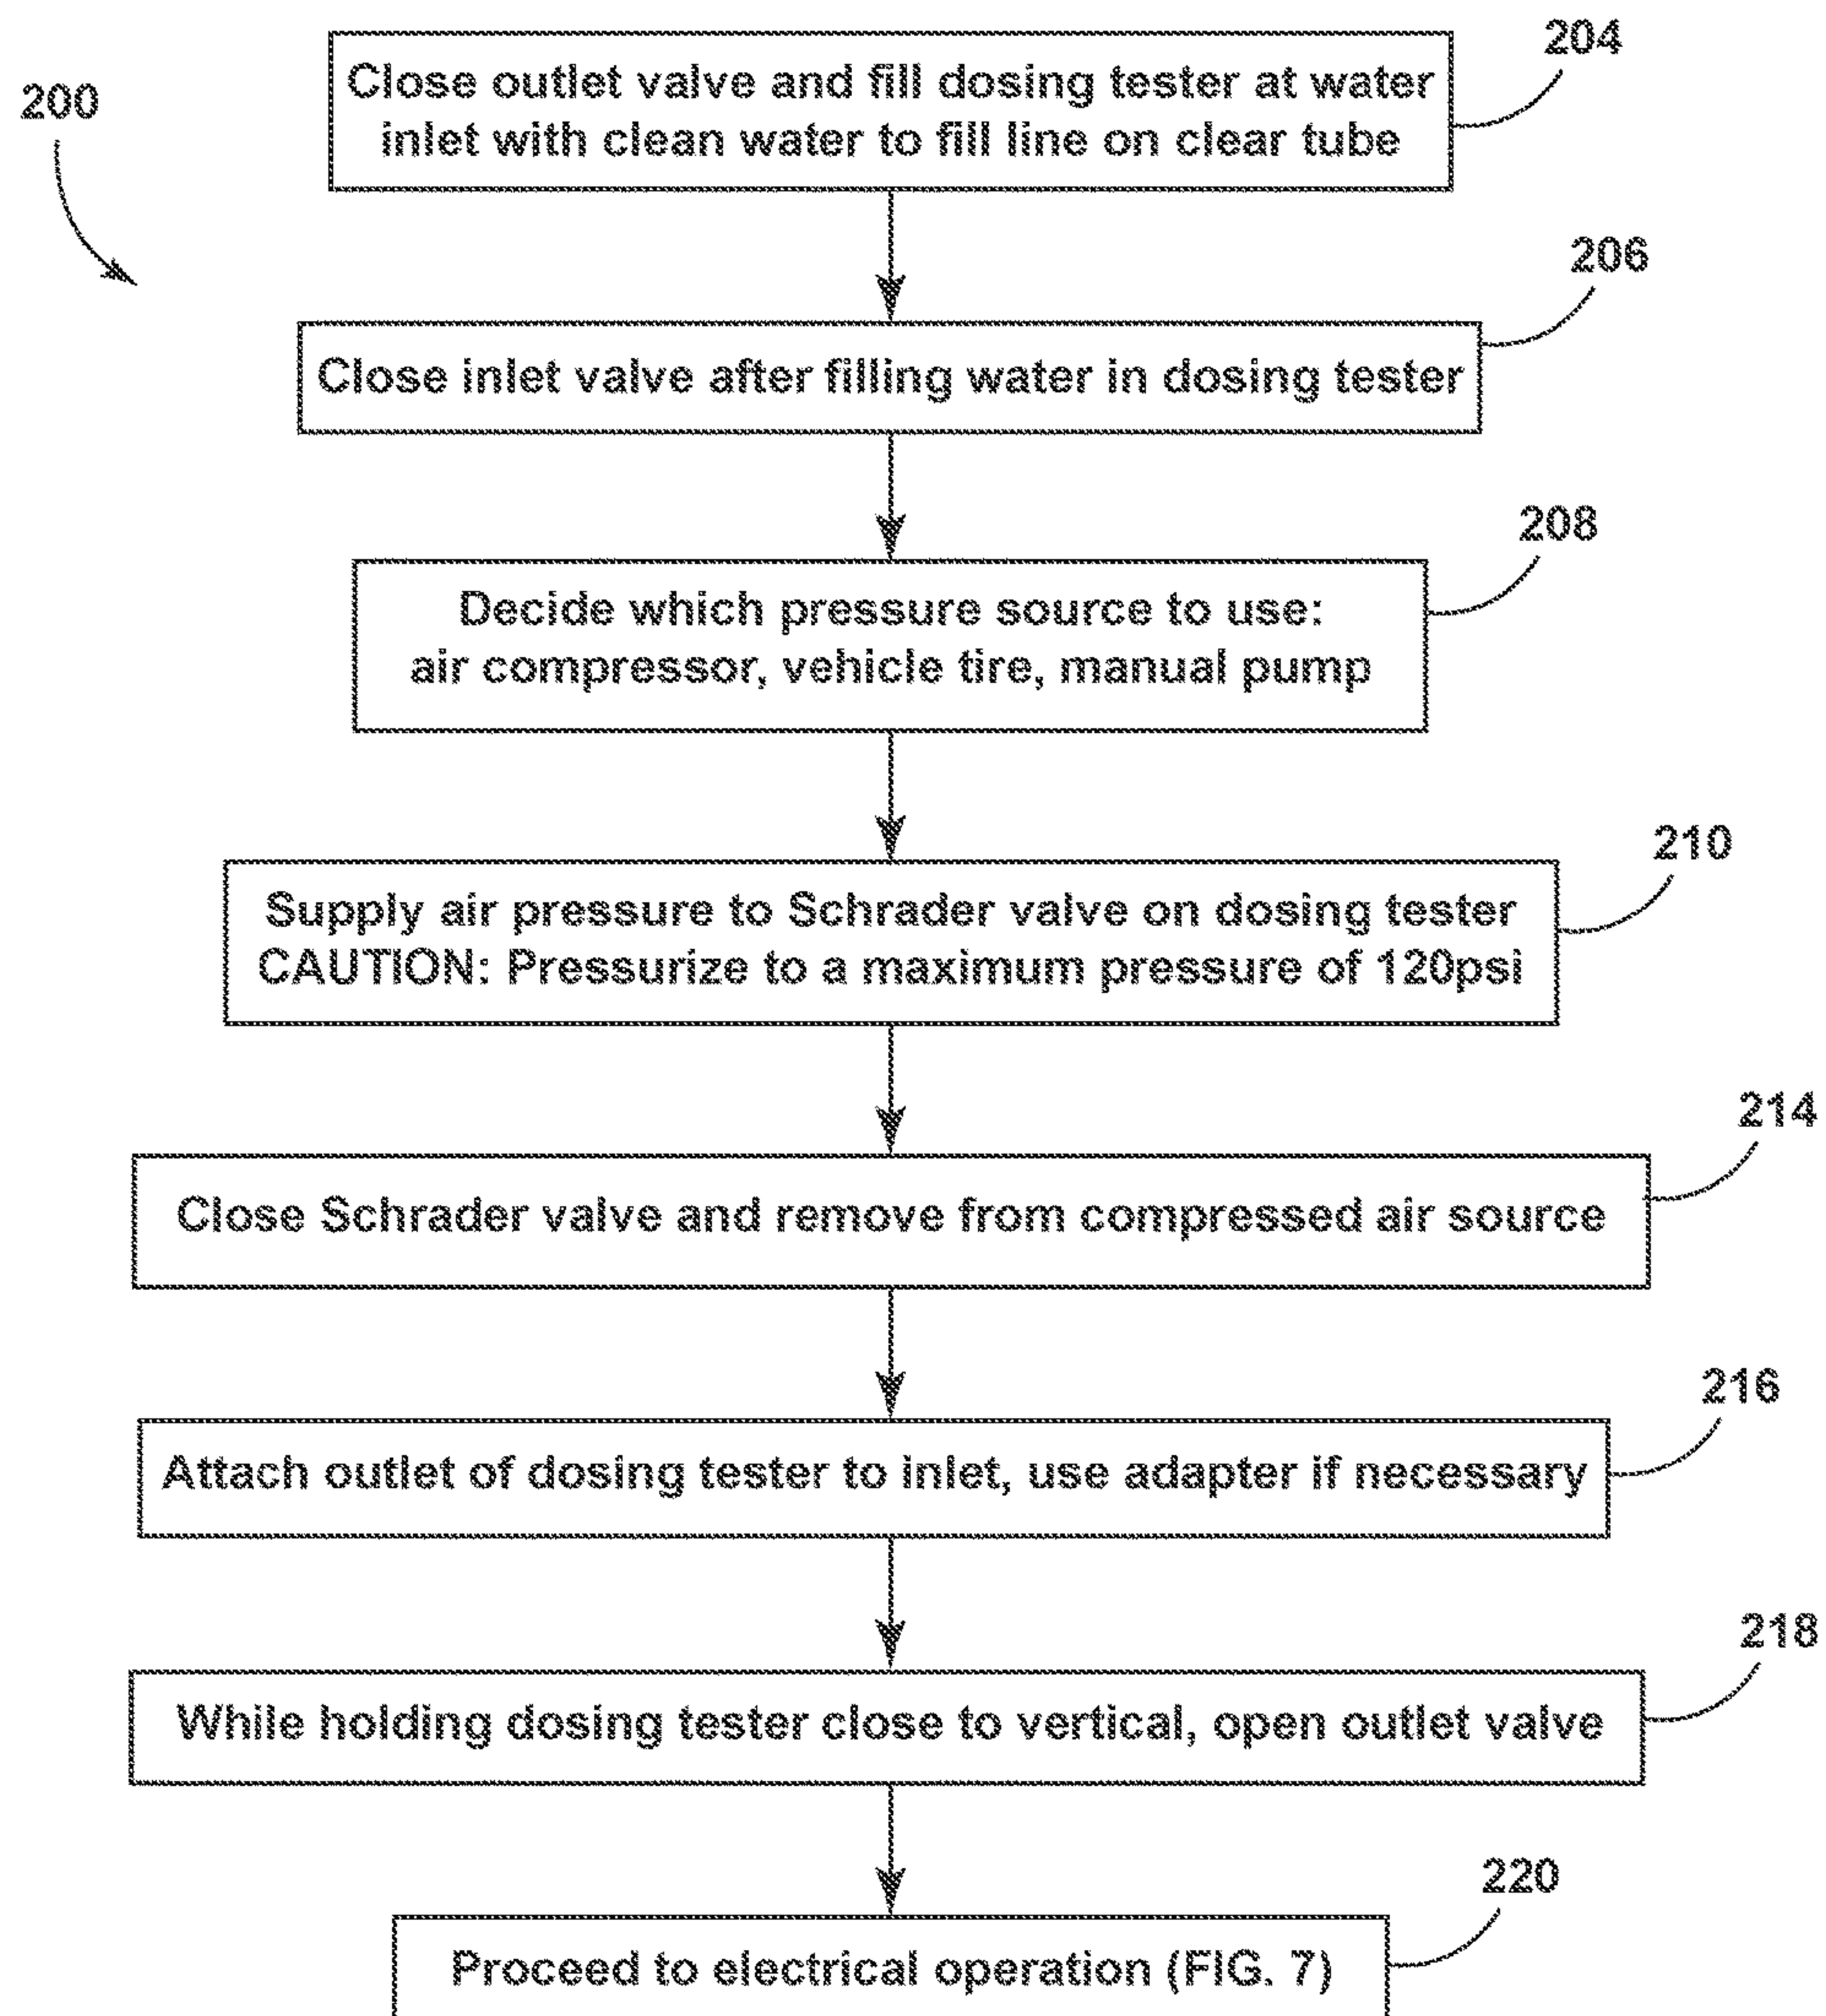 200
204
Close outlet valve and fill dosing tester at water
inlet with clean water to fill line on clear tube
206
Close inlet valve after filling water in dosing tester
208
Decide which pressure source to use:
air compressor, vehicle tire, manual pump
210
Supply air pressure to Schrader valve on dosing tester
CAUTION: Pressurize to a maximum pressure of 120psi
214
Close Schrader valve and remove from compressed air source
216
Attach outlet of dosing tester to inlet, use adapter if necessary
218
While holding dosing tester close to vertical, open outlet valve
220
Proceed to electrical operation (FIG. 7)